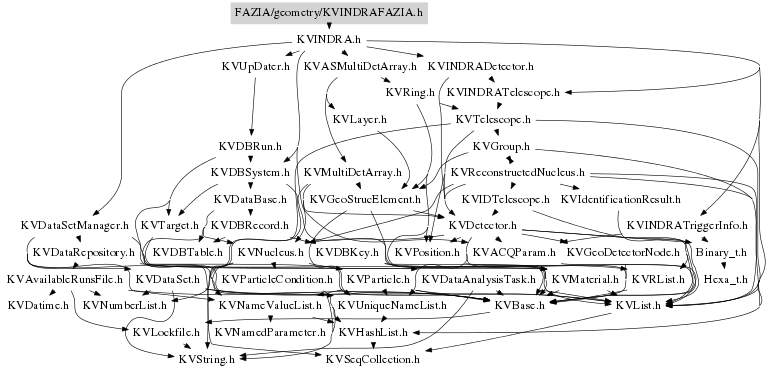 FAZIA/geometry/KVINDRAFAZIA.h
KVINDRA.h
KVUpDater.h KVASMultiDetArray.h KVINDRADetector.h
KVRing.h KVINDRATelescope.h
KVLayer.h KVTelescope.h
KVDBRun.h KVGroup.h
KVDBSystem.h KVMultiDetArray.h KVReconstructedNucleus.h
KVDataBase.h KVGeoStrucElement.h KVIDTelescope.h KVIdentificationResult.h
KVDataSetManager.h KVTarget.h KVDBRecord.h KVDetector.h KVINDRATriggerInfo.h
KVDataRepository.h KVDBTable.h KVNucleus.h KVDBKey.h KVPosition.h KVACQParam.h KVGeoDetectorNode.h Binary_t.h
KVAvailableRunsFile.h KVDataSet.h KVParticleCondition.h KVParticle.h KVDataAnalysisTask.h KVMaterial.h KVRList.h Hexa_t.h
KVDatime.h KVNumberList.h KVNameValueList.h KVUniqueNameList.h KVBase.h KVList.h
KVLockfile.h KVNamedParameter.h KVHashList.h
KVString.h KVSeqCollection.h